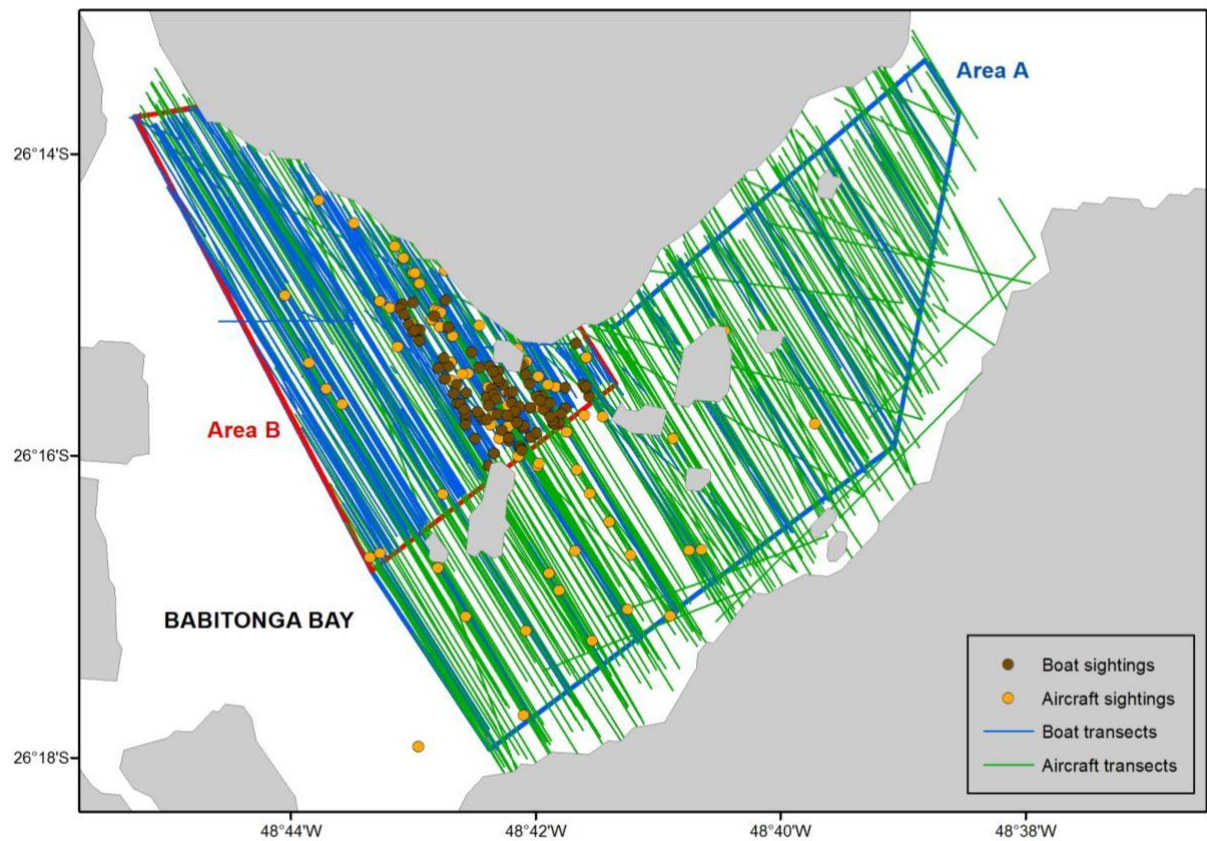 Area A
26°14'S
Area B
26°16'S
BABITONGA BAY
Boat sightings
Aircraft sightings
Boat transects
Aircraft transects
26°18'S
48°44'W
48°42'W
48°40'W
48°38'W